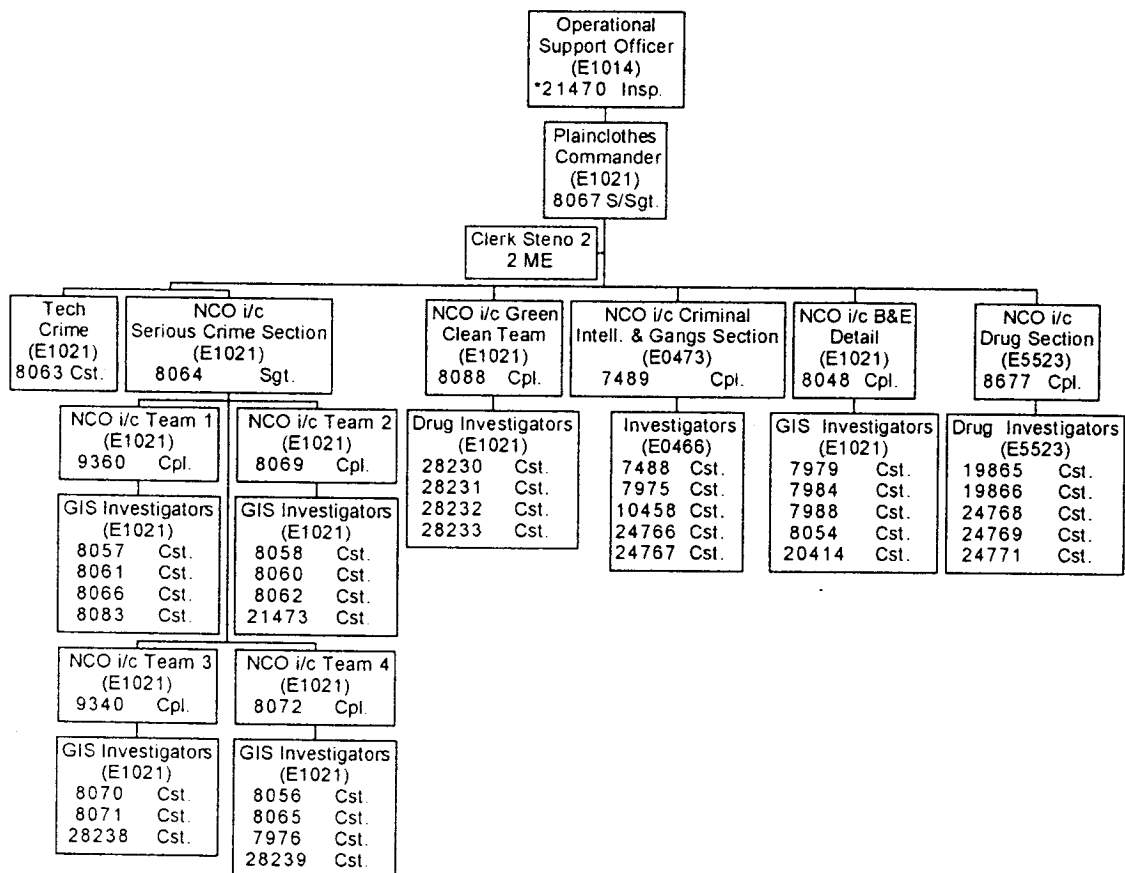 Operational
Support Officer
(E1014)
*21470 Insp.
Plainclothes
Commander
(E1021)
8067 S/Sgt.
Clerk Steno 2
2 ME
Tech
Crime
(E1021)
8063 Cst.
NCO i/c
Serious Crime Section
(E1021)
8064 Sgt.
NCO i/c Green
Clean Team
(E1021)
8088 Cpl.
NCO i/c Criminal
Intell. & Gangs Section
(E0473)
7489 Cpl.
NCO i/c B&E
Detail
(E1021)
8048 Cpl.
NCO i/c
Drug Section
(E5523)
8677 Cpl.
NCO i/c Team 1
(E1021)
9360 Cpl.
NCO i/c Team 2
(E1021)
8069 Cpl.
Drug Investigators
(E1021)
28230 Cst.
28231 Cst.
28232 Cst.
28233 Cst.
Investigators
(E0466)
7488 Cst.
7975 Cst.
10458 Cst.
24766 Cst.
24767 Cst.
GIS Investigators
(E1021)
7979 Cst.
7984 Cst.
7988 Cst.
8054 Cst.
20414 Cst.
Drug Investigators
(E5523)
19865 Cst.
19866 Cst.
24768 Cst.
24769 Cst.
24771 Cst.
GIS Investigators
(E1021)
8057 Cst.
8061 Cst.
8066 Cst.
8083 Cst.
GIS Investigators
(E1021)
8058 Cst.
8060 Cst.
8062 Cst.
21473 Cst.
NCO i/c Team 3
(E1021)
9340 Cpl.
NCO i/c Team 4
(E1021)
8072 Cpl.
GIS Investigators
(E1021)
8070 Cst.
8071 Cst.
28238 Cst.
GIS Investigators
(E1021)
8056 Cst.
8065 Cst.
7976 Cst.
28239 Cst.